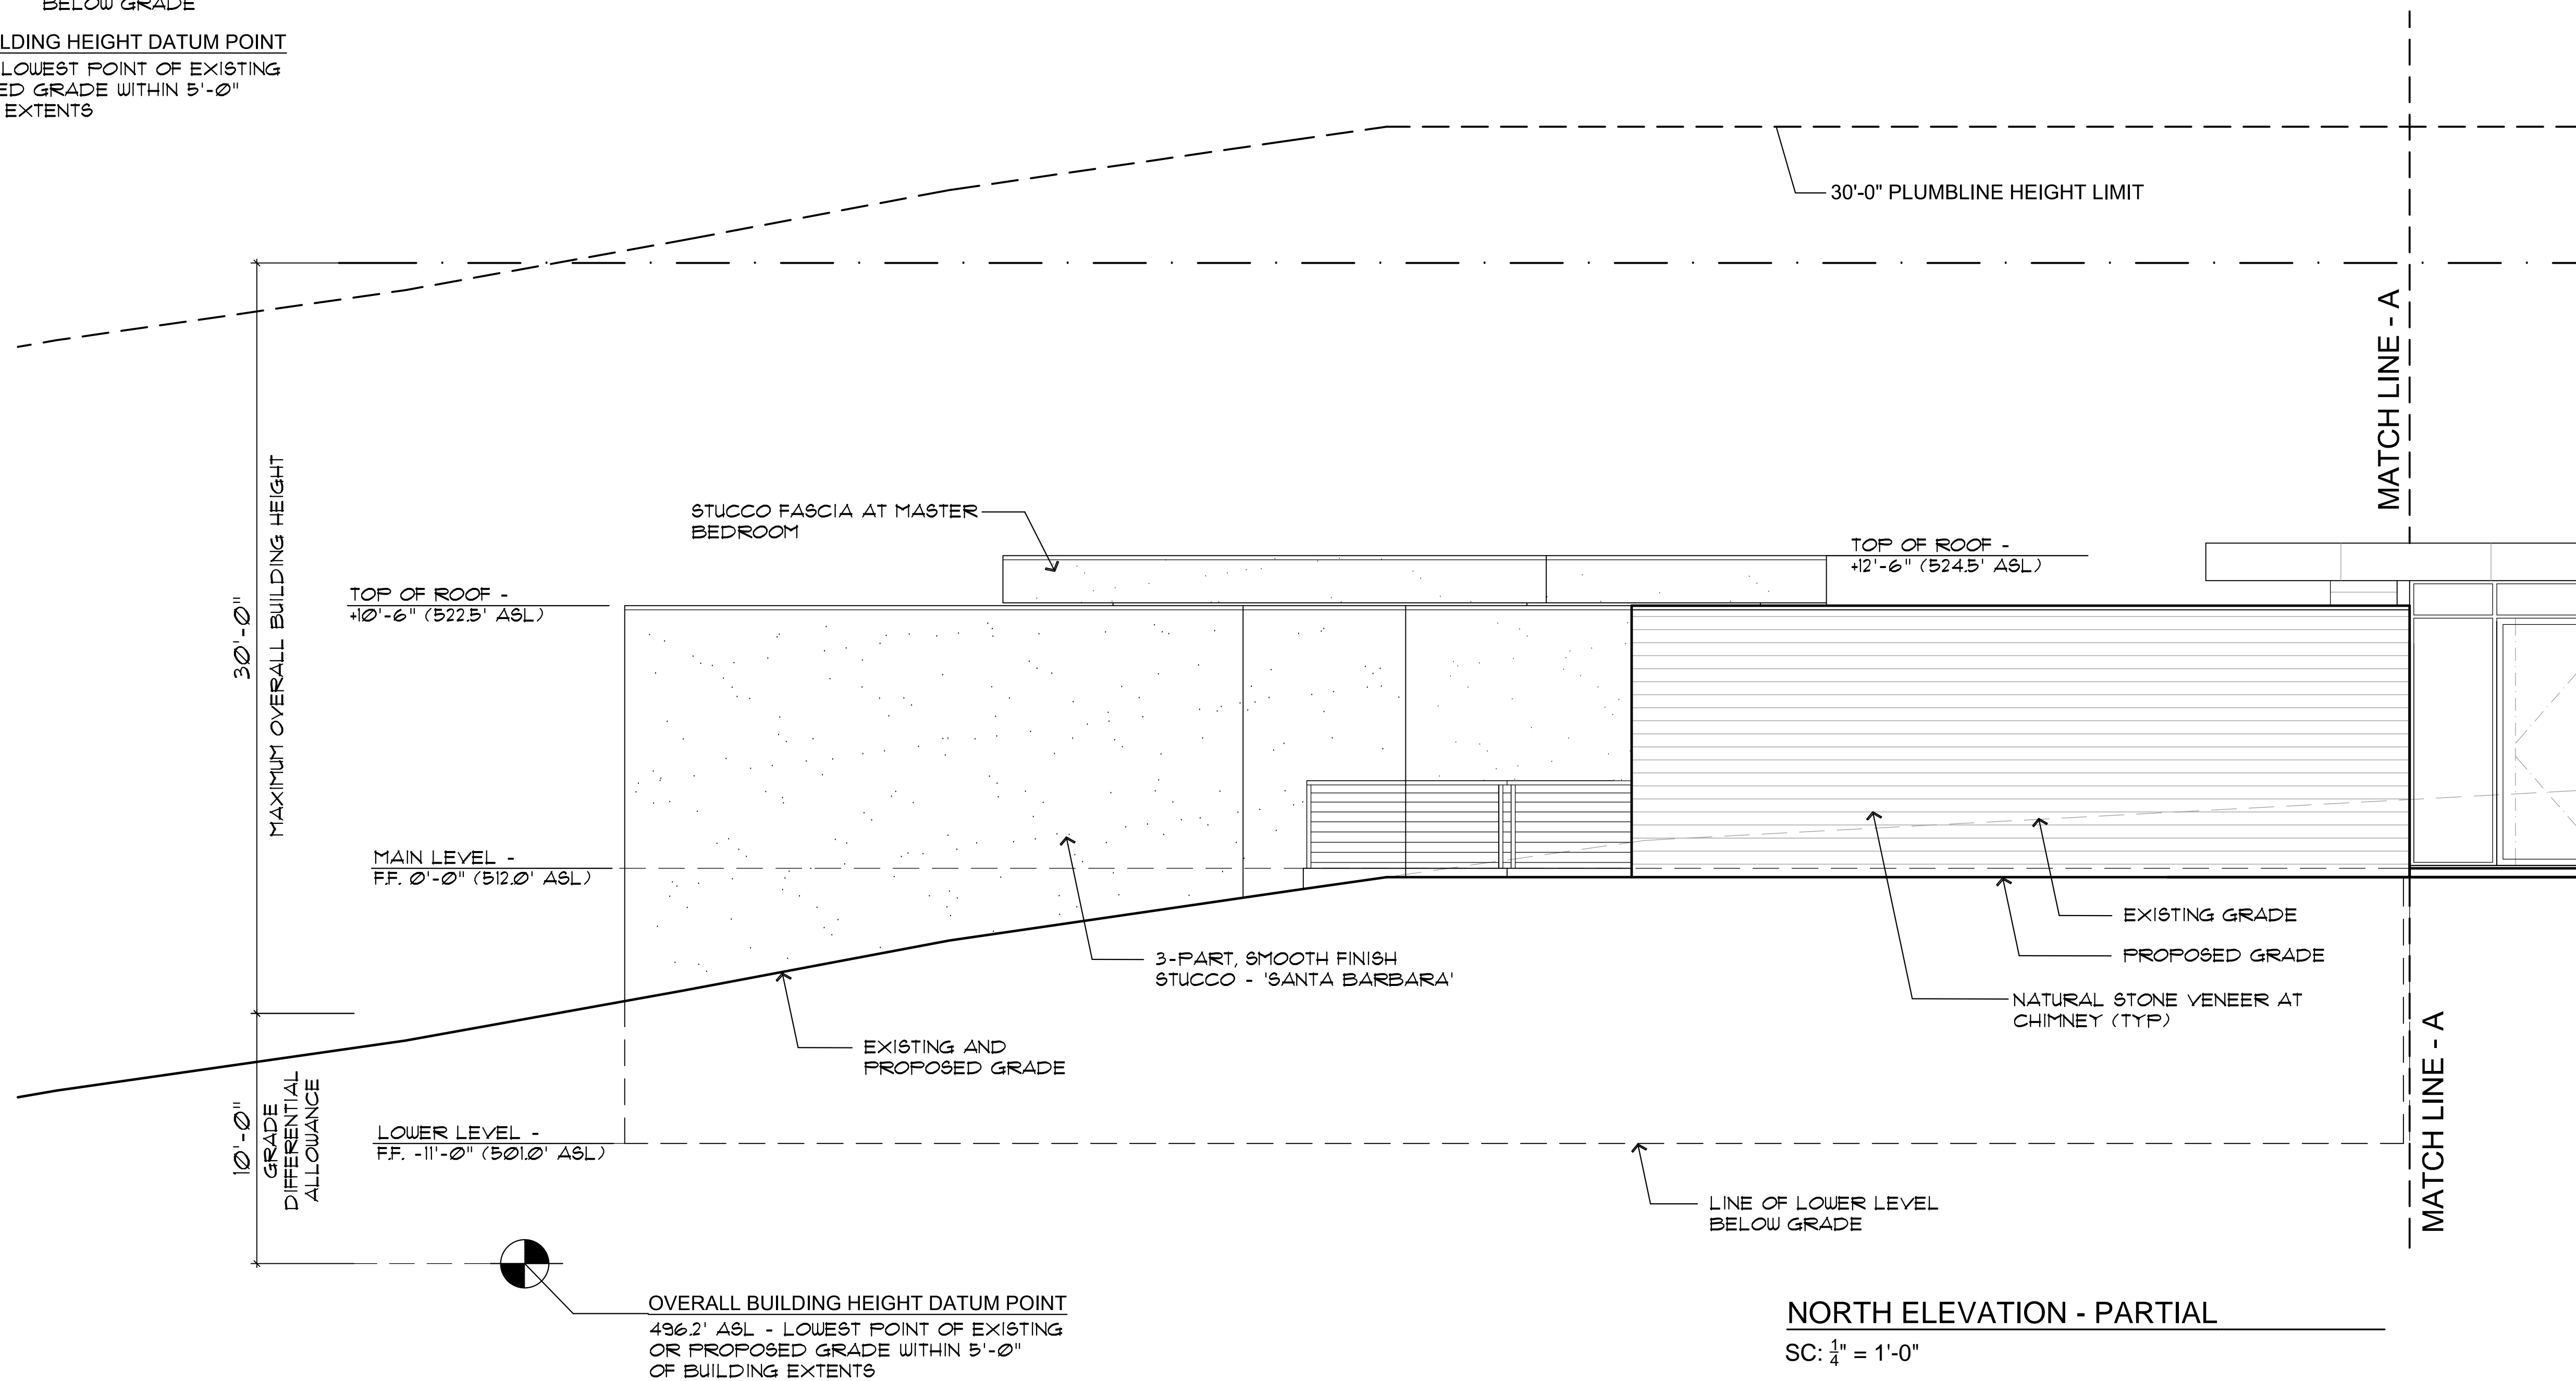 BELOW GRADE
LDING HEIGHT DATUM POINT
LOWEST POINT OF EXISTING
ED GRADE WITHIN 5'-0"
EXTENTS
30'-0" PLUMBLINE HEIGHT LIMIT
MATCH LINE - A
30'-0"
MAXIMUM OVERALL BUILDING HEIGHT
STUCCO FASCIA AT MASTER
BEDROOM
TOP OF ROOF -
+12'-6" (524.5' ASL)
TOP OF ROOF -
+10'-6" (522.5' ASL)
MAIN LEVEL -
F.F. 0'-0" (512.0' ASL)
EXISTING GRADE
PROPOSED GRADE
3-PART, SMOOTH FINISH
STUCCO - 'SANTA BARBARA'
NATURAL STONE VENEER AT
CHIMNEY (TYP)
EXISTING AND
PROPOSED GRADE
10'-0"
GRADE
DIFFERENTIAL
ALLOWANCE
LOWER LEVEL -
F.F. -11'-0" (501.0' ASL)
MATCH LINE - A
LINE OF LOWER LEVEL
BELOW GRADE
OVERALL BUILDING HEIGHT DATUM POINT
496.2' ASL - LOWEST POINT OF EXISTING
OR PROPOSED GRADE WITHIN 5'-0"
OF BUILDING EXTENTS
NORTH ELEVATION - PARTIAL
SC: 1/4" = 1'-0"